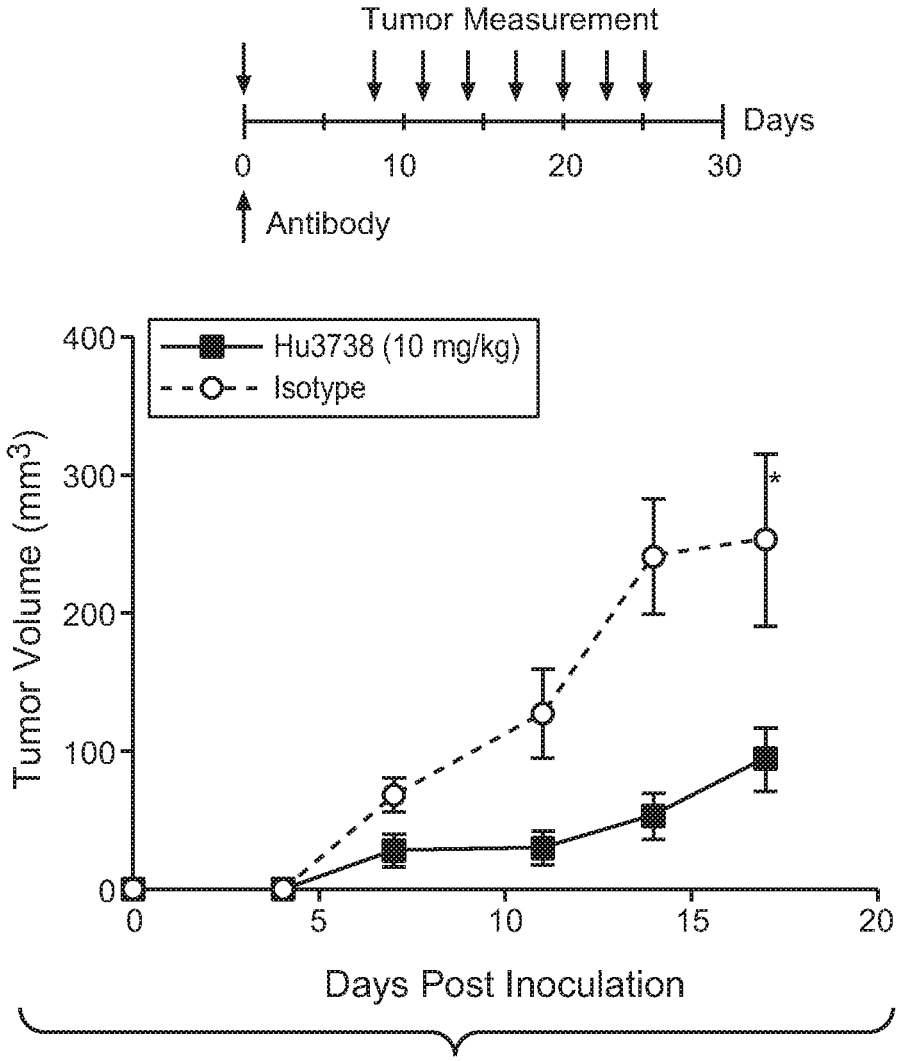 Tumor Measurement
Days
0 10 20 30
Antibody
Hu3738 (10 mg/kg)
Isotype
400
300
200
100
0
*
Tumor Volume (mm³)
0 5 10 15 20
Days Post Inoculation